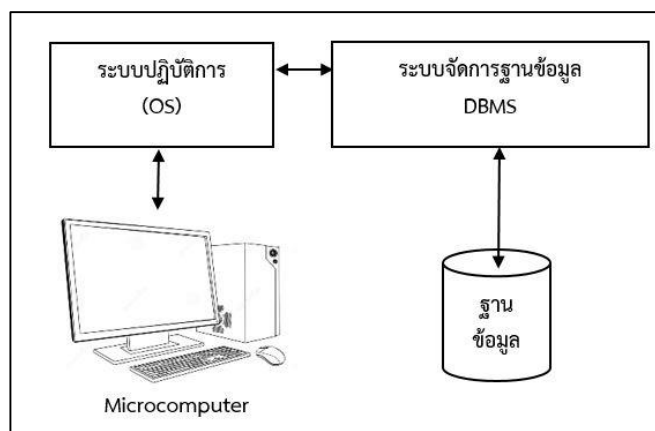 ระบบปฏิบัติการ
(OS)
ระบบจัดการฐานข้อมูล
DBMS
ฐาน
ข้อมูล
Microcomputer